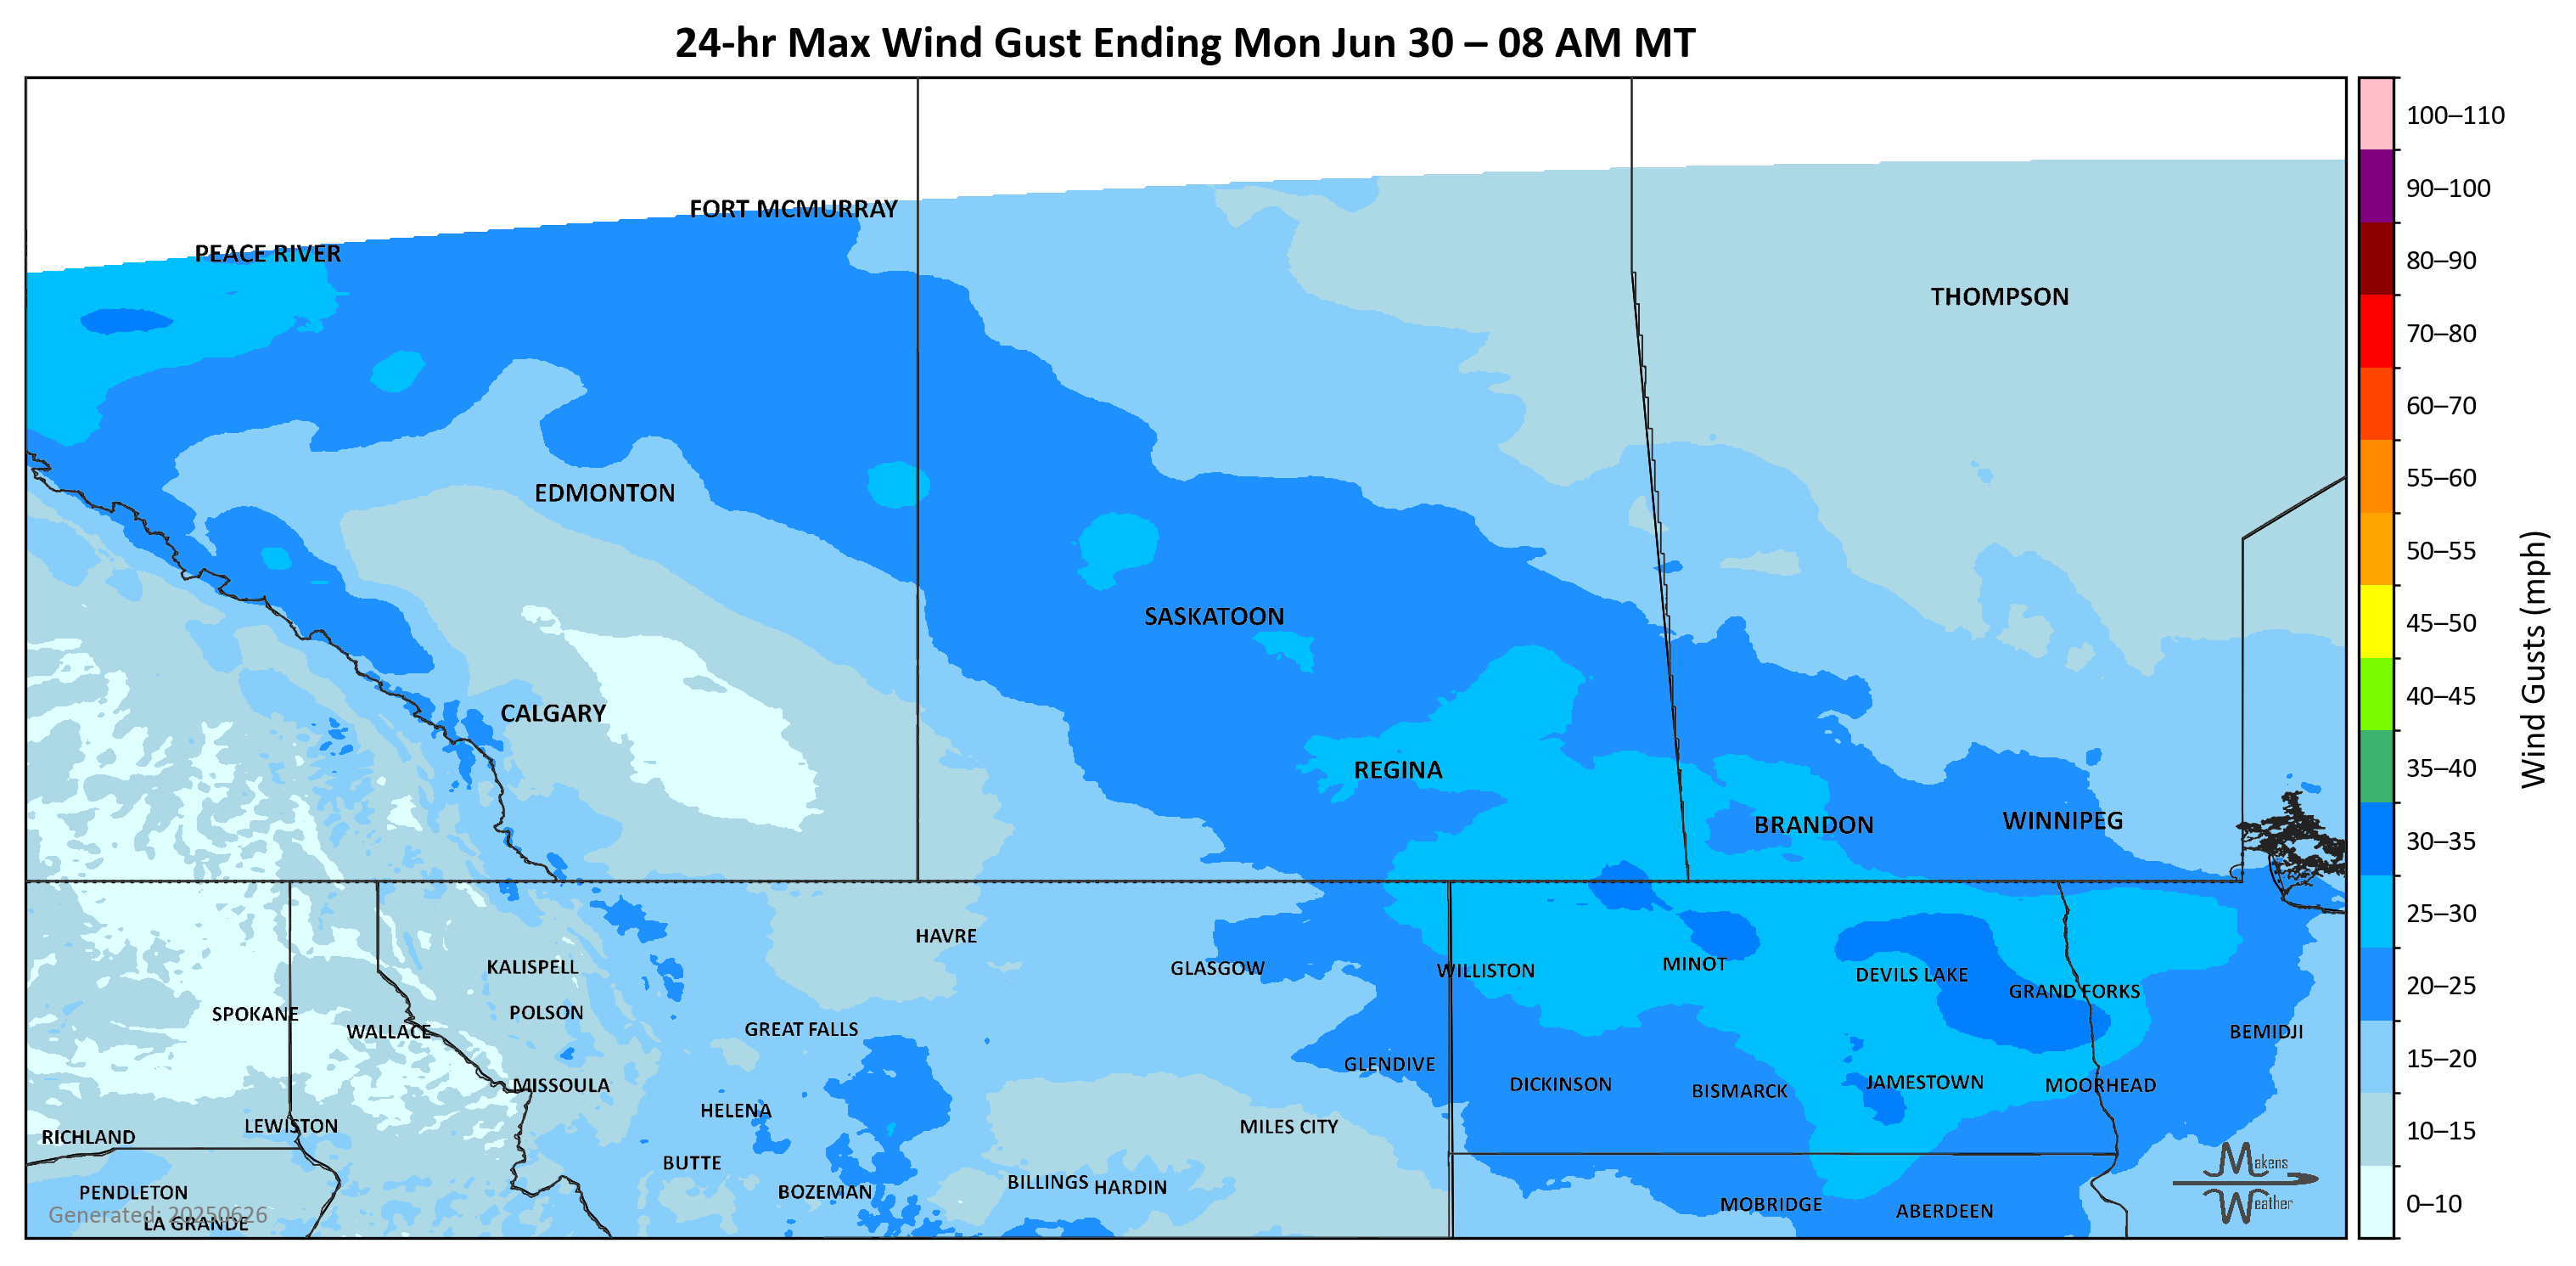 24-hr Max Wind Gust Ending Mon Jun 30 – 08 AM MT
FORT MCMURRAY
PEACE RIVER
THOMPSON
EDMONTON
SASKATOON
CALGARY
REGINA
BRANDON
WINNIPEG
HAVRE
KALISPELL
GLASGOW
WILLISTON
MINOT
DEVILS LAKE
GRAND FORKS
SPOKANE
POLSON
WALLACE
GREAT FALLS
BEMIDJI
GLENDIVE
MISSOULA
DICKINSON
BISMARCK
JAMESTOWN
MOORHEAD
HELENA
LEWISTON
MILES CITY
RICHLAND
BUTTE
PENDLETON
BOZEMAN
BILLINGS
HARDIN
MOBRIDGE
ABERDEEN
Generated: 20250626
LA GRANDE
Makens
Weather
100–110
90–100
80–90
70–80
60–70
55–60
50–55
45–50
40–45
35–40
30–35
25–30
20–25
15–20
10–15
0–10
Wind Gusts (mph)